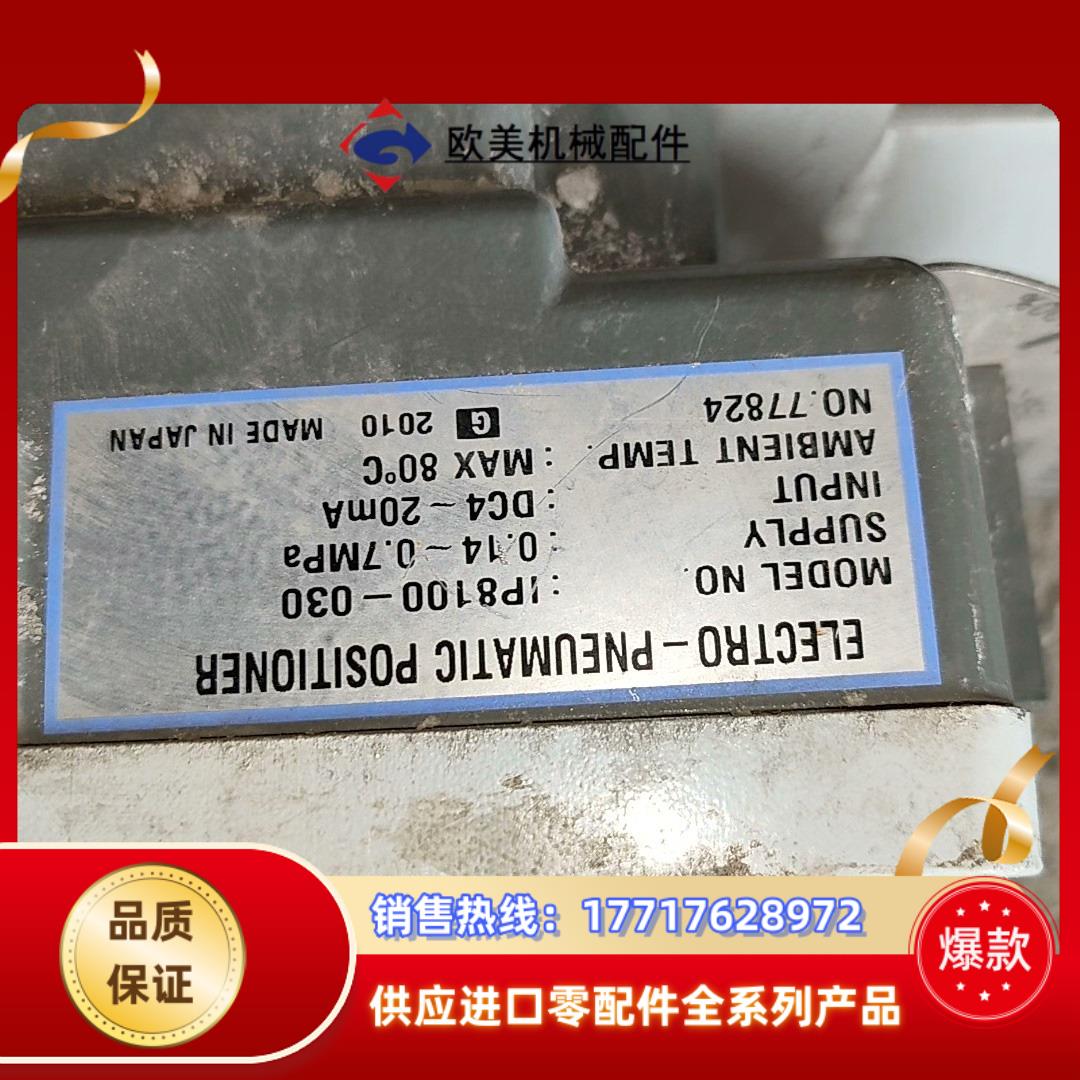 欧美机械配件
ELECTRO-PNEUMATIC POSITIONER
MODEL NO. : IP8100-030
SUPPLY : 0.14~0.7MPa
INPUT : DC4~20mA
AMBIENT TEMP. : MAX 80℃
NO.77824 G 2010 MADE IN JAPAN
品质
保证
销售热线：17717628972
供应进口零配件全系列产品
爆款